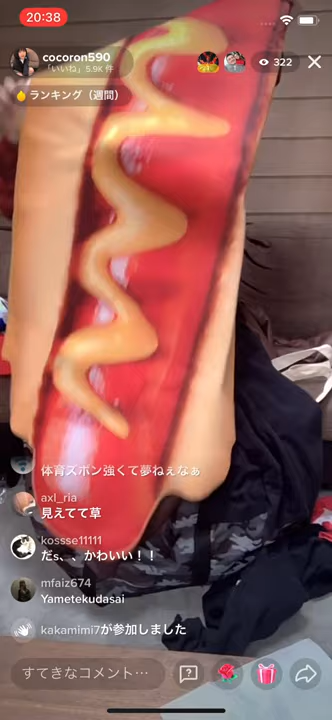 20:38
cocoron590
「いいね」5.9K 件
322
ランキング（週間）
体育ズボン強くて夢ねぇなぁ
axl_ria
見えてて草
kossse11111
だs、、かわいい！！
mfaiz674
Yametekudasai
kakamimi7が参加しました
すてきなコメント…